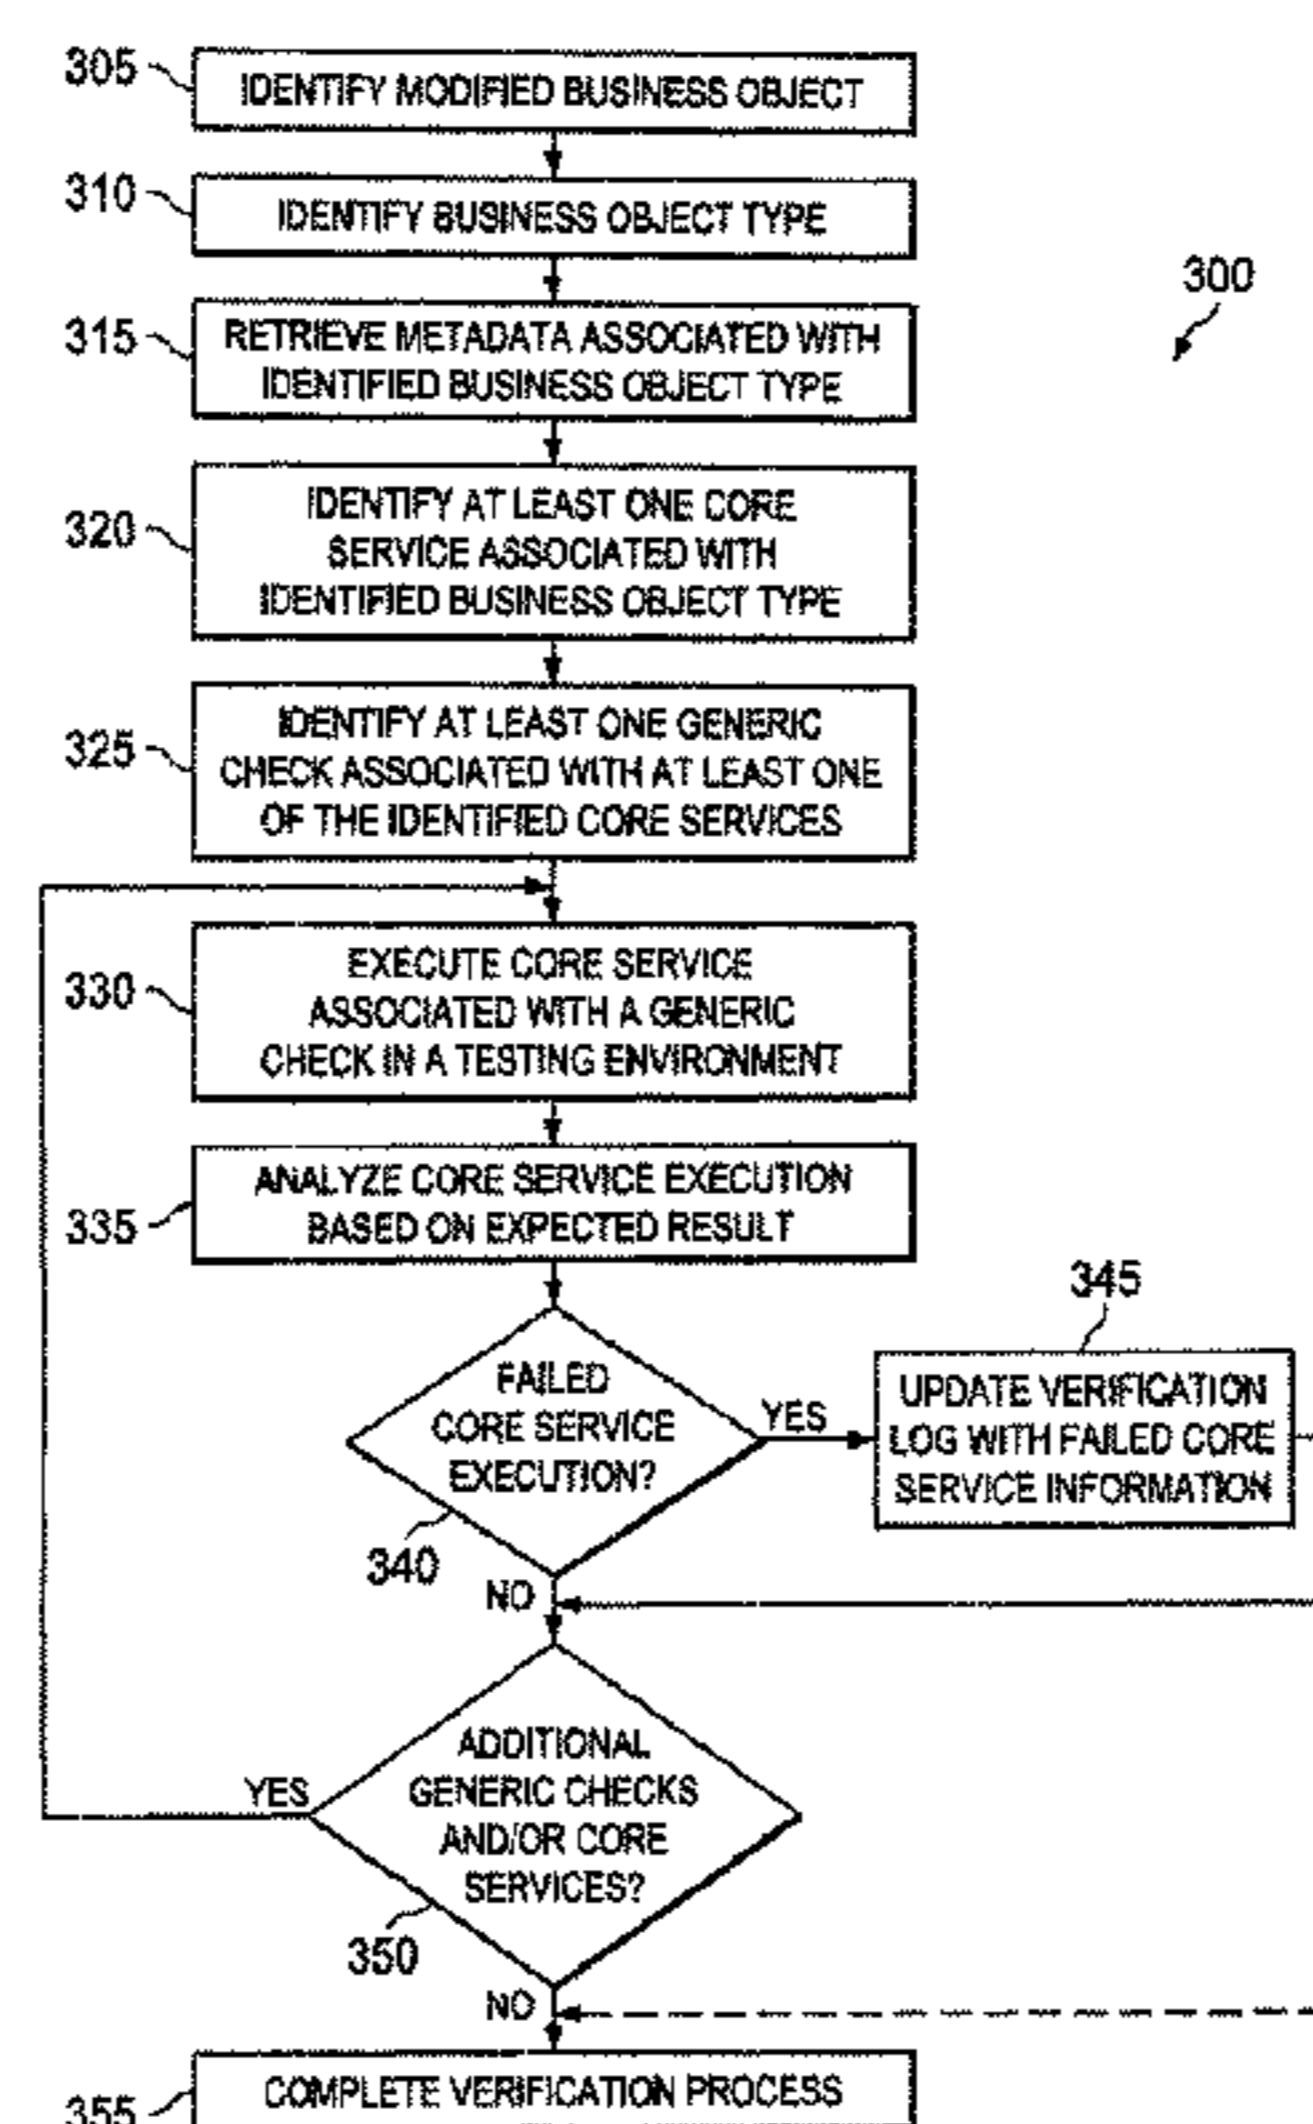 305
IDENTIFY MODIFIED BUSINESS OBJECT
310
IDENTIFY BUSINESS OBJECT TYPE
300
315
RETRIEVE METADATA ASSOCIATED WITH
IDENTIFIED BUSINESS OBJECT TYPE
320
IDENTIFY AT LEAST ONE CORE
SERVICE ASSOCIATED WITH
IDENTIFIED BUSINESS OBJECT TYPE
325
IDENTIFY AT LEAST ONE GENERIC
CHECK ASSOCIATED WITH AT LEAST ONE
OF THE IDENTIFIED CORE SERVICES
330
EXECUTE CORE SERVICE
ASSOCIATED WITH A GENERIC
CHECK IN A TESTING ENVIRONMENT
335
ANALYZE CORE SERVICE EXECUTION
BASED ON EXPECTED RESULT
345
FAILED
CORE SERVICE
EXECUTION?
340
YES
UPDATE VERIFICATION
LOG WITH FAILED CORE
SERVICE INFORMATION
NO
ADDITIONAL
GENERIC CHECKS
AND/OR CORE
SERVICES?
YES
350
NO
355
COMPLETE VERIFICATION PROCESS